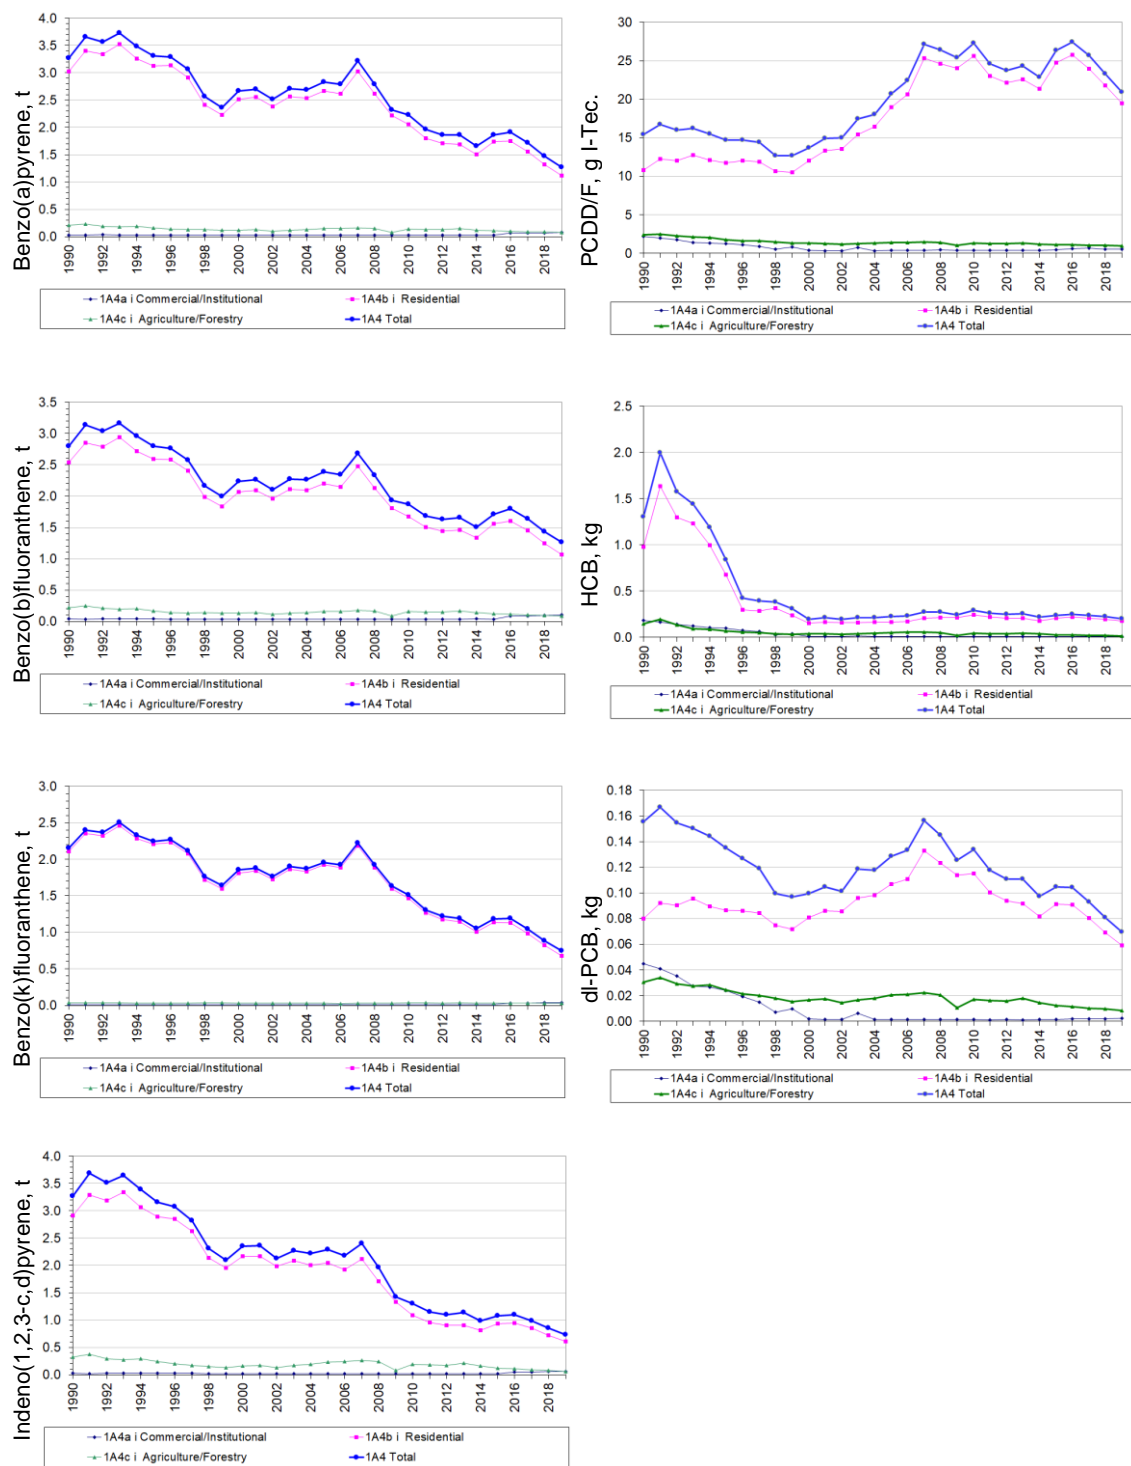 Benzo(a)pyrene, t
4.0
3.5
3.0
2.5
2.0
1.5
1.0
0.5
0.0
1990 1992 1994 1996 1998 2000 2002 2004 2006 2008 2010 2012 2014 2016 2018
1A4a i Commercial/Institutional 1A4b i Residential
1A4c i Agriculture/Forestry 1A4 Total
PCDD/F, g I-Tec.
30
25
20
15
10
5
0
1990 1992 1994 1996 1998 2000 2002 2004 2006 2008 2010 2012 2014 2016 2018
1A4a i Commercial/Institutional 1A4b i Residential
1A4c i Agriculture/Forestry 1A4 Total
Benzo(b)fluoranthene, t
3.5
3.0
2.5
2.0
1.5
1.0
0.5
0.0
1990 1992 1994 1996 1998 2000 2002 2004 2006 2008 2010 2012 2014 2016 2018
1A4a i Commercial/Institutional 1A4b i Residential
1A4c i Agriculture/Forestry 1A4 Total
HCB, kg
2.5
2.0
1.5
1.0
0.5
0.0
1990 1992 1994 1996 1998 2000 2002 2004 2006 2008 2010 2012 2014 2016 2018
1A4a i Commercial/Institutional 1A4b i Residential
1A4c i Agriculture/Forestry 1A4 Total
Benzo(k)fluoranthene, t
3.0
2.5
2.0
1.5
1.0
0.5
0.0
1990 1992 1994 1996 1998 2000 2002 2004 2006 2008 2010 2012 2014 2016 2018
1A4a i Commercial/Institutional 1A4b i Residential
1A4c i Agriculture/Forestry 1A4 Total
dl-PCB, kg
0.18
0.16
0.14
0.12
0.10
0.08
0.06
0.04
0.02
0.00
1990 1992 1994 1996 1998 2000 2002 2004 2006 2008 2010 2012 2014 2016 2018
1A4a i Commercial/Institutional 1A4b i Residential
1A4c i Agriculture/Forestry 1A4 Total
Indeno(1,2,3-c,d)pyrene, t
4.0
3.5
3.0
2.5
2.0
1.5
1.0
0.5
0.0
1990 1992 1994 1996 1998 2000 2002 2004 2006 2008 2010 2012 2014 2016 2018
1A4a i Commercial/Institutional 1A4b i Residential
1A4c i Agriculture/Forestry 1A4 Total